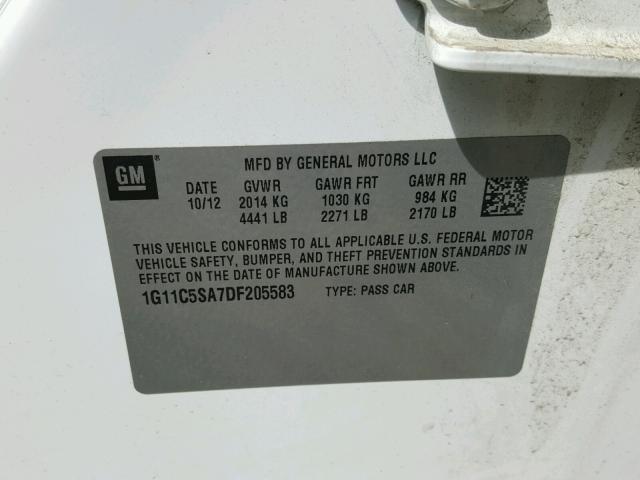 GM® MFD BY GENERAL MOTORS LLC
DATE GVWR GAWR FRT GAWR RR
10/12 2014 KG 1030 KG 984 KG
4441 LB 2271 LB 2170 LB
THIS VEHICLE CONFORMS TO ALL APPLICABLE U.S. FEDERAL MOTOR
VEHICLE SAFETY, BUMPER, AND THEFT PREVENTION STANDARDS IN
EFFECT ON THE DATE OF MANUFACTURE SHOWN ABOVE.
1G11C5SA7DF205583 TYPE: PASS CAR